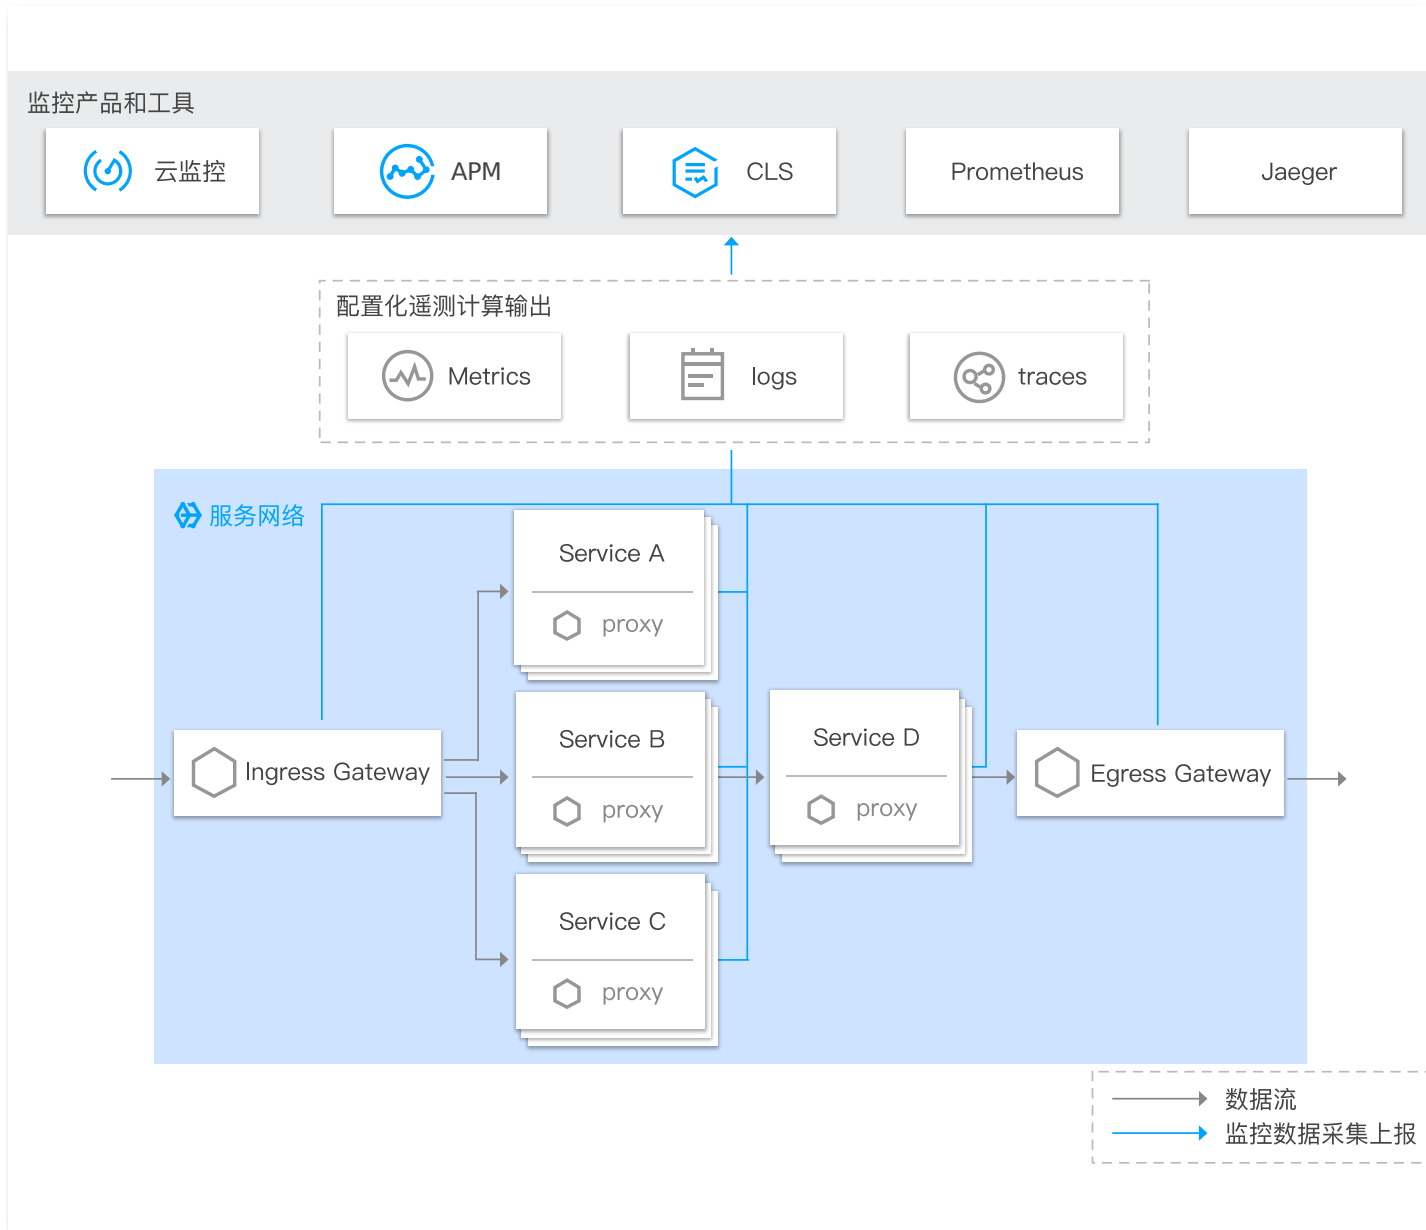 监控产品和工具
云监控
APM
CLS
Prometheus
Jaeger
配置化遥测计算输出
Metrics
logs
traces
服务网络
Service A
proxy
Service B
proxy
Service D
proxy
Ingress Gateway
Egress Gateway
Service C
proxy
数据流
监控数据采集上报